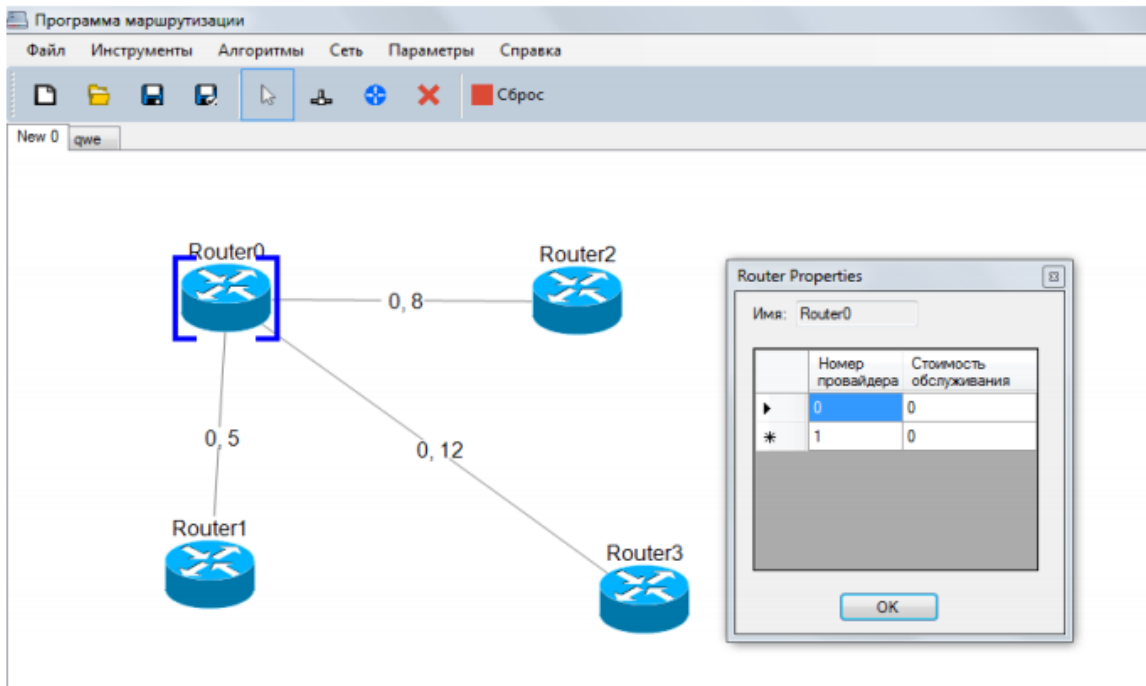 Программа маршрутизации
Файл Инструменты Алгоритмы Сеть Параметры Справка
Сброс
New 0 qwe
Router0
Router2
0, 8
0, 5
0, 12
Router1
Router3
Router Properties
Имя: Router0
Номер провайдера Стоимость обслуживания
0 0
1 0
OK